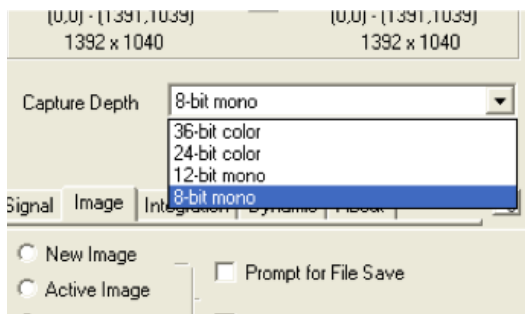 (0,0) - (1391,1039) (0,0) - (1391,1039)
1392 x 1040 1392 x 1040
Capture Depth 8-bit mono
36-bit color
24-bit color
12-bit mono
8-bit mono
Signal Image
New Image
Prompt for File Save
Active Image